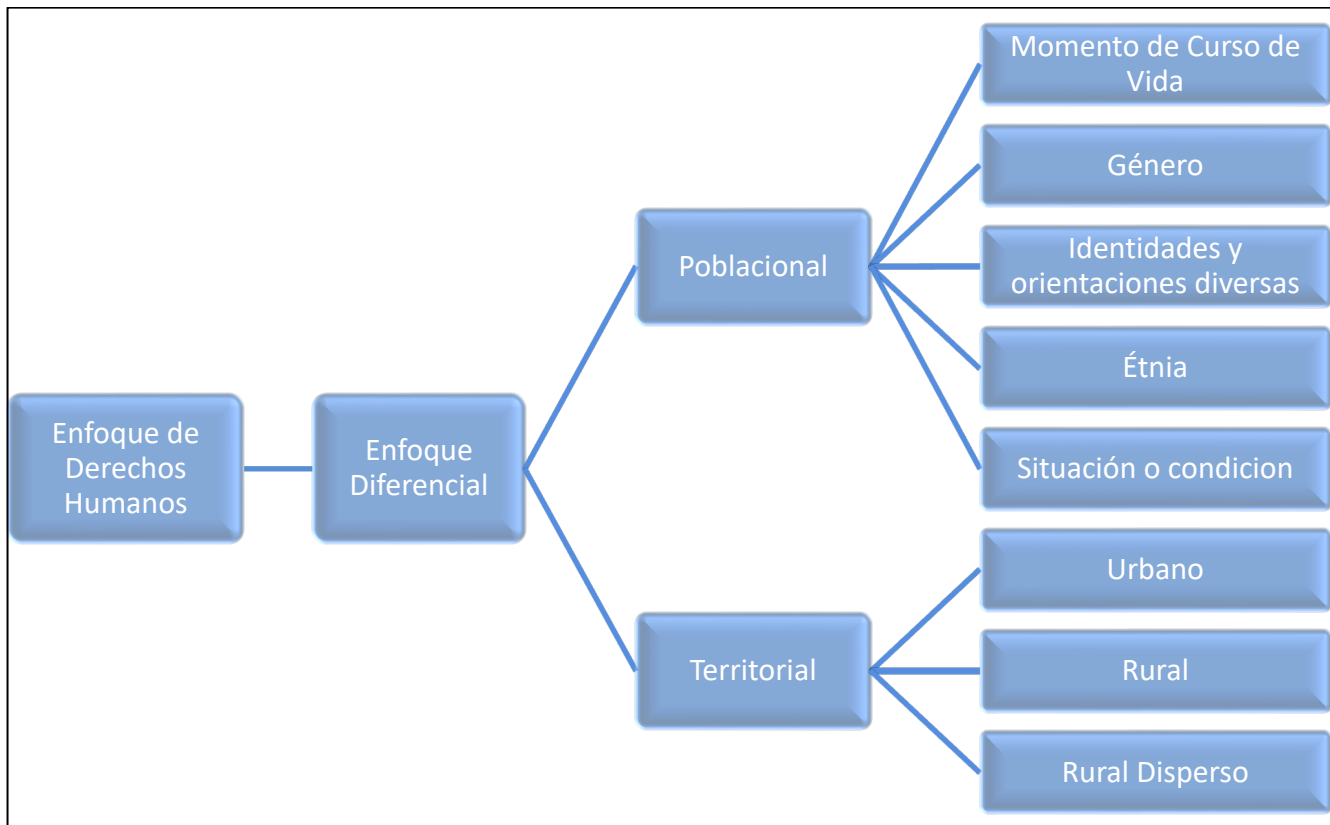 Enfoque de
Derechos
Humanos
Enfoque
Diferencial
Poblacional
Momento de Curso de
Vida
Género
Identidades y
orientaciones diversas
Étnia
Situación o condicion
Territorial
Urbano
Rural
Rural Disperso